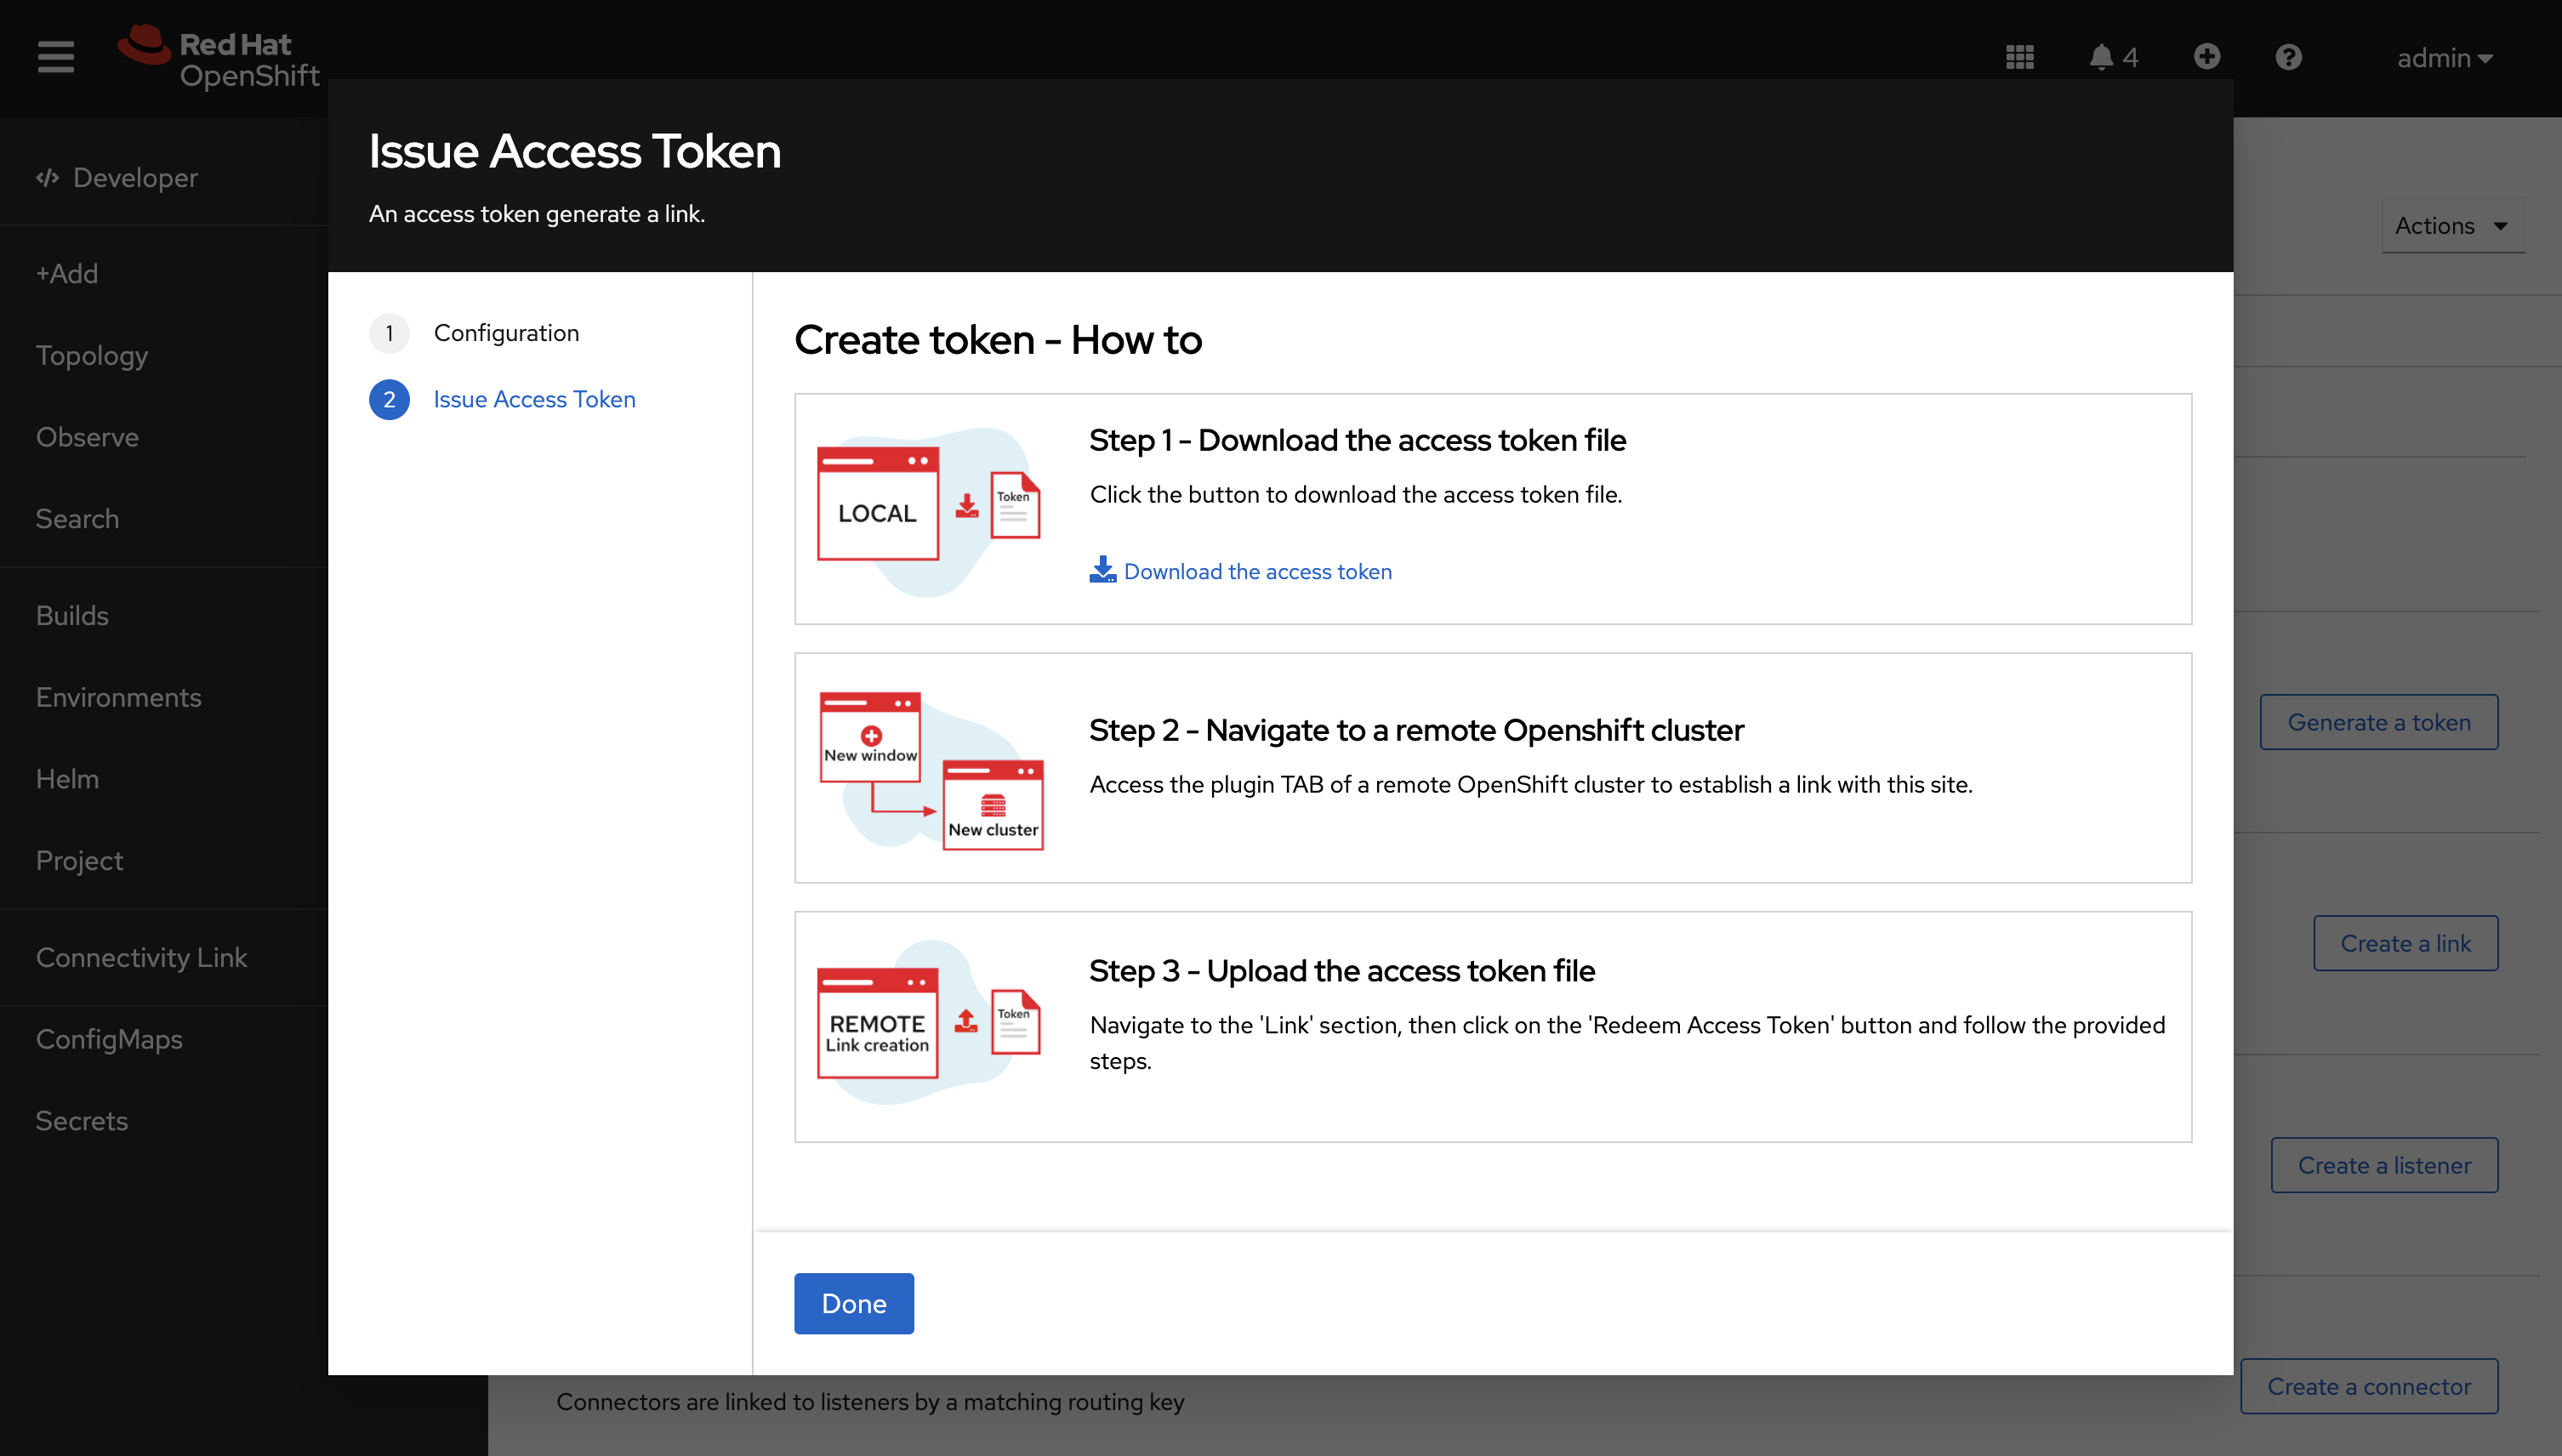 Red Hat
OpenShift
4
admin
Developer
+Add
Topology
Observe
Search
Builds
Environments
Helm
Project
Connectivity Link
ConfigMaps
Secrets
Issue Access Token
An access token generate a link.
1 Configuration
2 Issue Access Token
Create token - How to
LOCAL
Token
Step 1 - Download the access token file
Click the button to download the access token file.
Download the access token
New window
New cluster
Step 2 - Navigate to a remote Openshift cluster
Access the plugin TAB of a remote OpenShift cluster to establish a link with this site.
REMOTE
Link creation
Token
Step 3 - Upload the access token file
Navigate to the 'Link' section, then click on the 'Redeem Access Token' button and follow the provided
steps.
Done
Actions
Generate a token
Create a link
Create a listener
Create a connector
Connectors are linked to listeners by a matching routing key